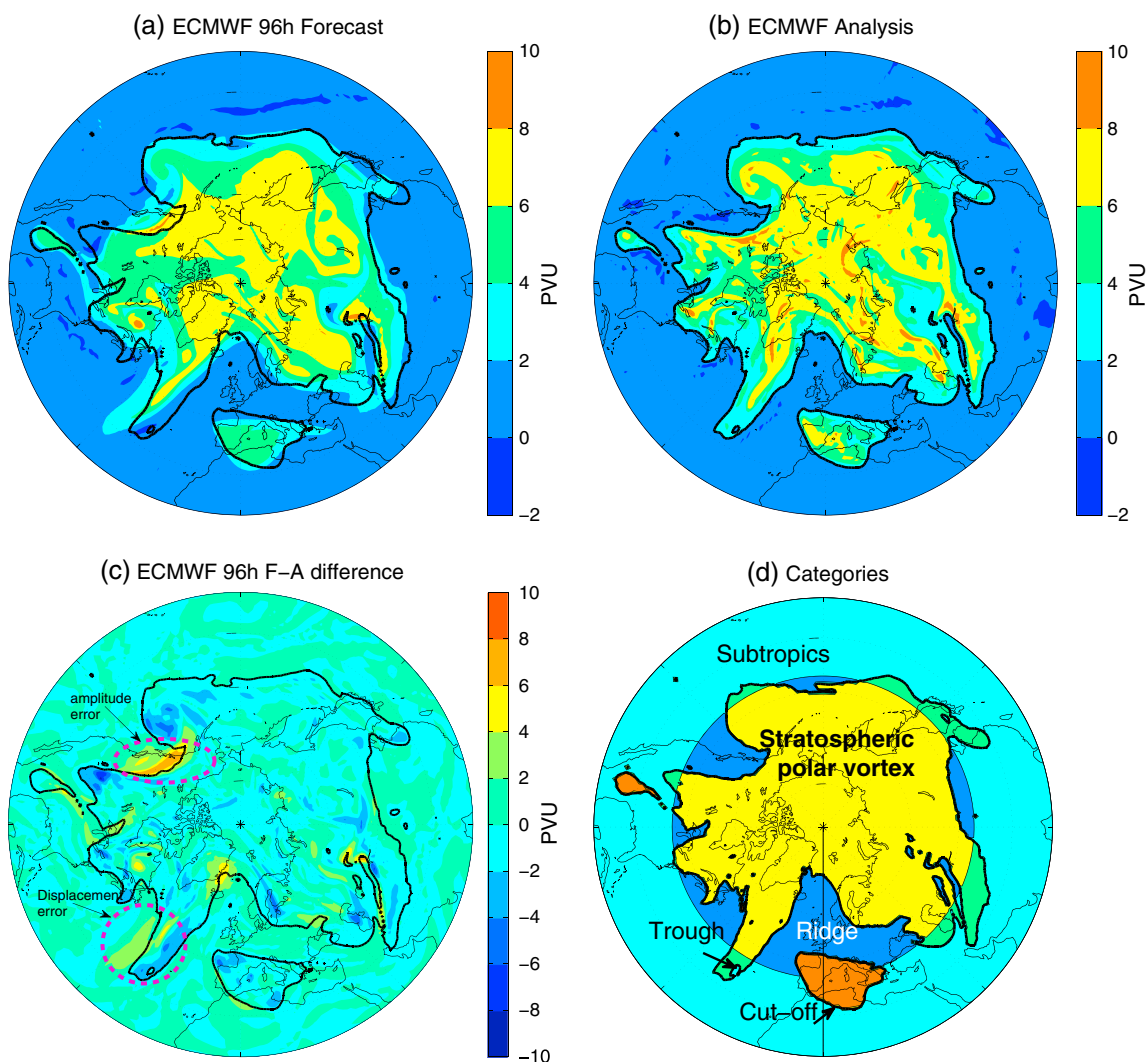 (a) ECMWF 96h Forecast
10
8
6
4
2
0
−2
PVU
(b) ECMWF Analysis
10
8
6
4
2
0
−2
PVU
(c) ECMWF 96h F−A difference
amplitude
error
Displacement
error
10
8
6
4
2
0
−2
−4
−6
−8
−10
PVU
(d) Categories
Subtropics
Stratospheric
polar vortex
Trough
Ridge
Cut−off